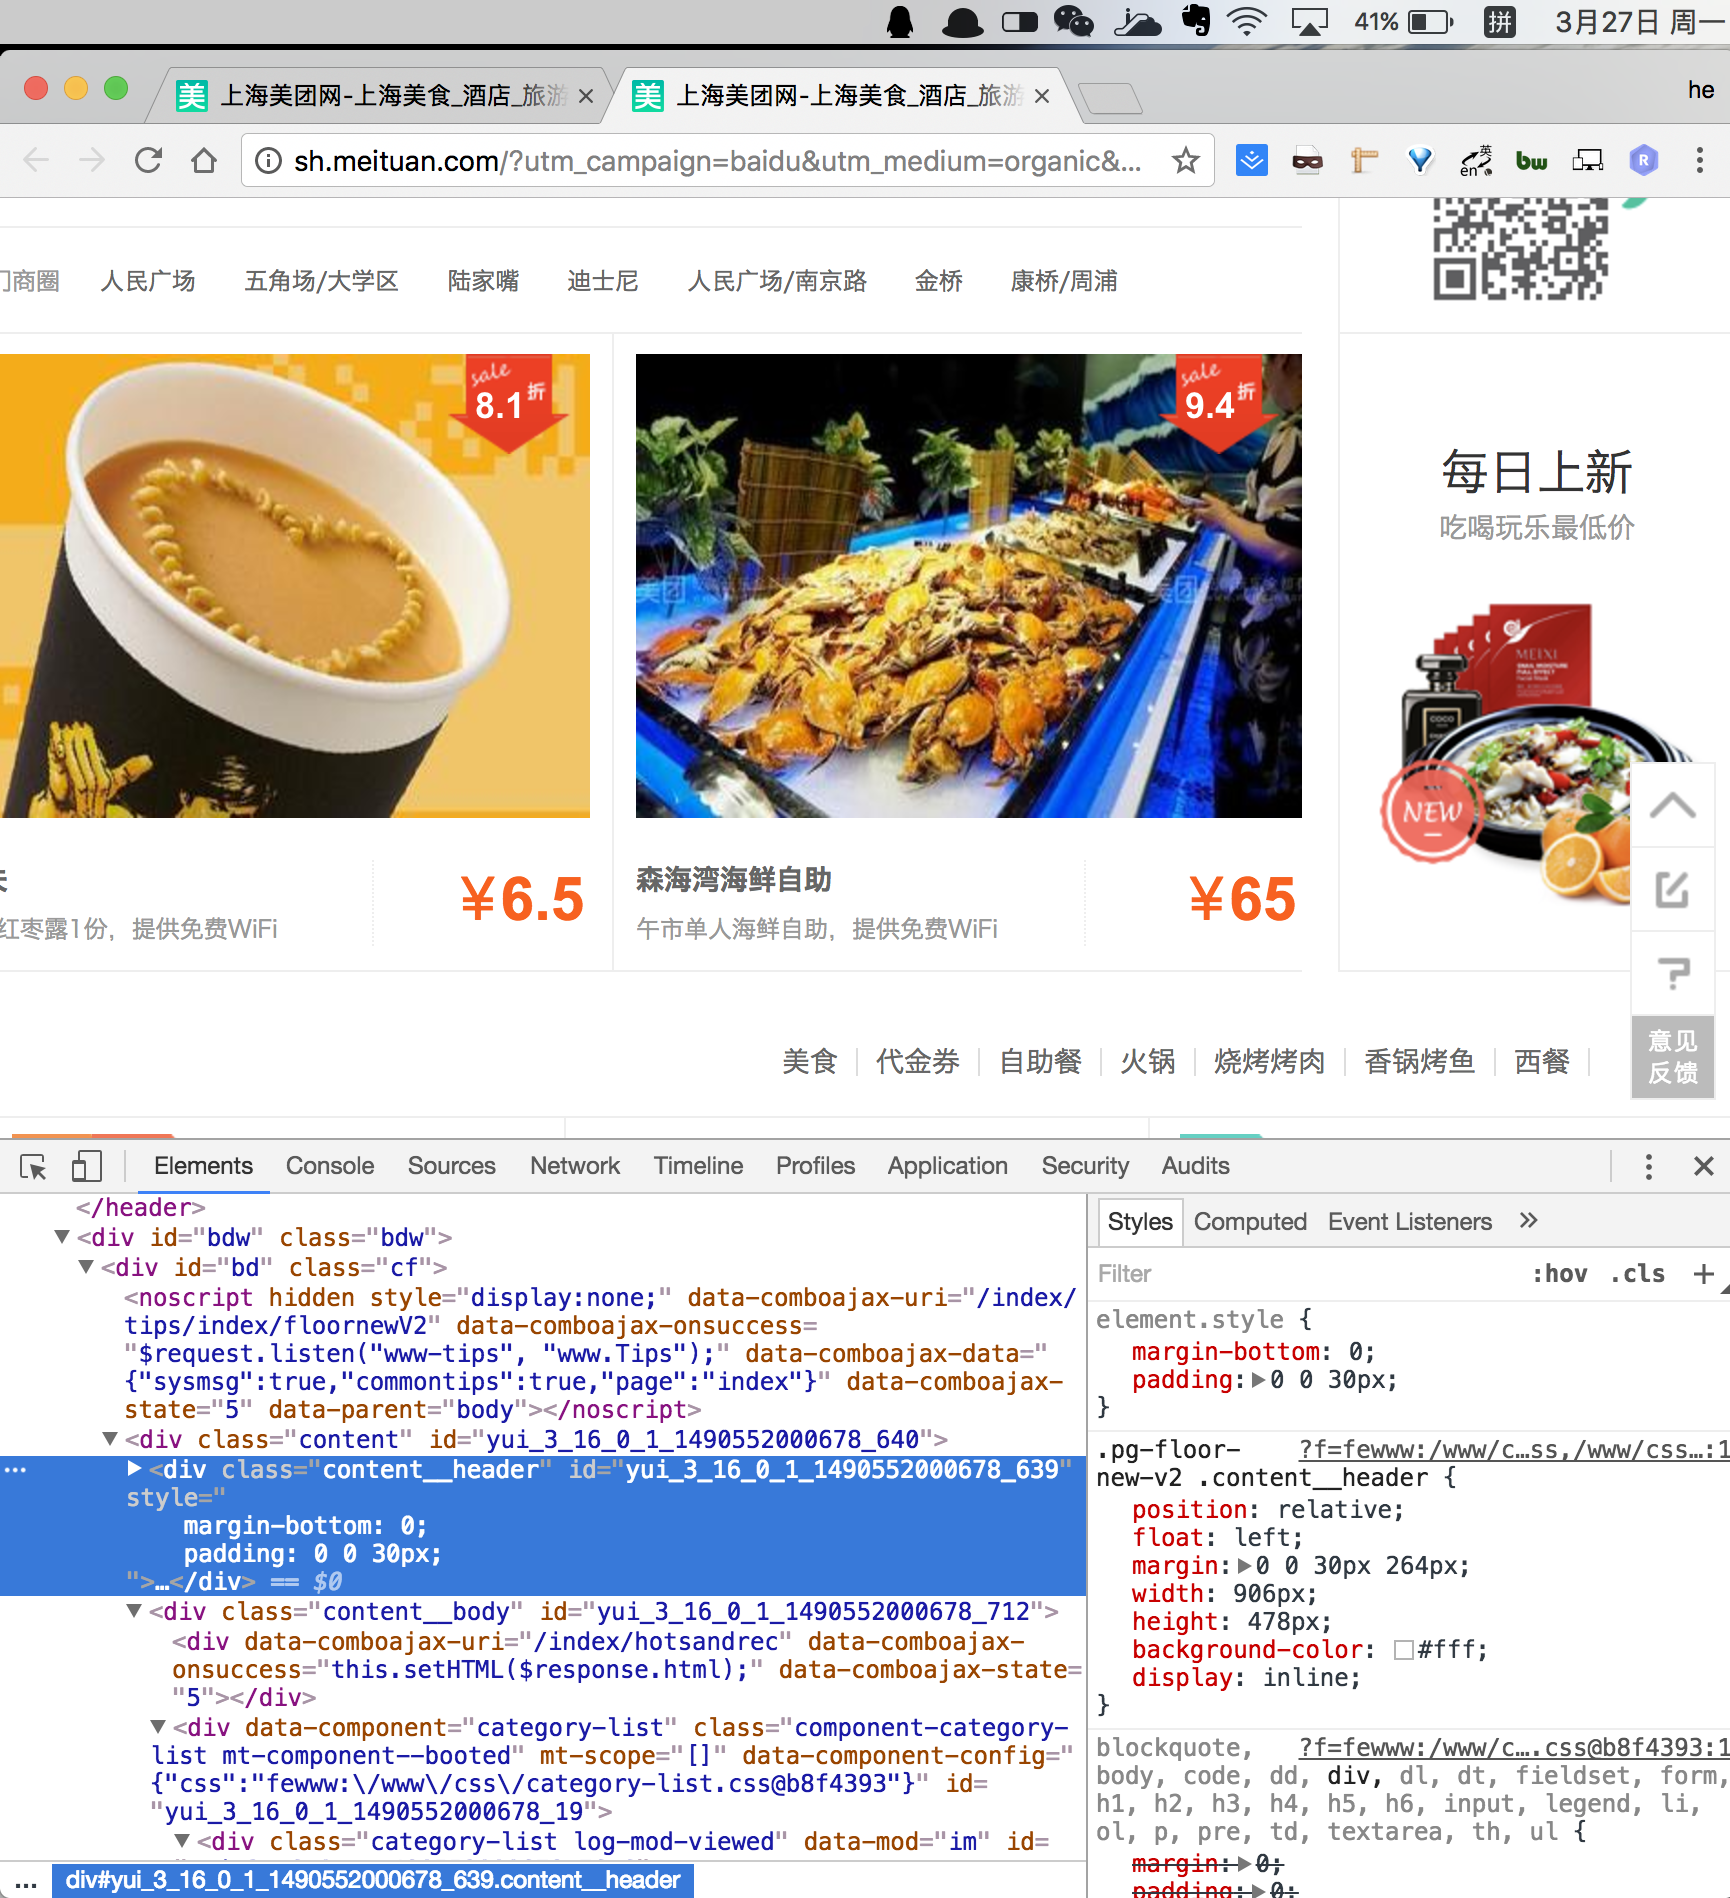 41%
拼
3月27日 周一
美 上海美团网-上海美食_酒店_旅游
美 上海美团网-上海美食_酒店_旅游
he
sh.meituan.com/?utm_campaign=baidu&utm_medium=organic&...
英
en
bw
R
门商圈 人民广场 五角场/大学区 陆家嘴 迪士尼 人民广场/南京路 金桥 康桥/周浦
sale
8.1折
sale
9.4折
美团
美团
每日上新
吃喝玩乐最低价
MEIXI
COCO
NEW
¥6.5
红枣露1份，提供免费WiFi
森海湾海鲜自助
午市单人海鲜自助，提供免费WiFi
¥65
意见
反馈
美食 代金券 自助餐 火锅 烧烤烤肉 香锅烤鱼 西餐
Elements Console Sources Network Timeline Profiles Application Security Audits
</header>
<div id="bdw" class="bdw">
<div id="bd" class="cf">
<noscript hidden style="display:none;" data-comboajax-uri="/index/
tips/index/floornewV2" data-comboajax-onsuccess=
"$request.listen("www-tips", "www.Tips");" data-comboajax-data="
{"sysmsg":true,"commontips":true,"page":"index"}" data-comboajax-
state="5" data-parent="body"></noscript>
<div class="content" id="yui_3_16_0_1_1490552000678_640">
<div class="content__header" id="yui_3_16_0_1_1490552000678_639"
style="
margin-bottom: 0;
padding: 0 0 30px;
">…</div> == $0
<div class="content__body" id="yui_3_16_0_1_1490552000678_712">
<div data-comboajax-uri="/index/hotsandrec" data-comboajax-
onsuccess="this.setHTML($response.html);" data-comboajax-state=
"5"></div>
<div data-component="category-list" class="component-category-
list mt-component--booted" mt-scope="[]" data-component-config="
{"css":"fewww:\/www\/css\/category-list.css@b8f4393"}" id=
"yui_3_16_0_1_1490552000678_19">
<div class="category-list log-mod-viewed" data-mod="im" id=
... div#yui_3_16_0_1_1490552000678_639.content__header
Styles Computed Event Listeners »
Filter :hov .cls +
element.style {
margin-bottom: 0;
padding: 0 0 30px;
}
.pg-floor- ?f=fewww:/www/c…ss,/www/css…:1
new-v2 .content__header {
position: relative;
float: left;
margin: 0 0 30px 264px;
width: 906px;
height: 478px;
background-color: #fff;
display: inline;
}
blockquote, ?f=fewww:/www/c….css@b8f4393:1
body, code, dd, div, dl, dt, fieldset, form,
h1, h2, h3, h4, h5, h6, input, legend, li,
ol, p, pre, td, textarea, th, ul {
margin: 0;
padding: 0;